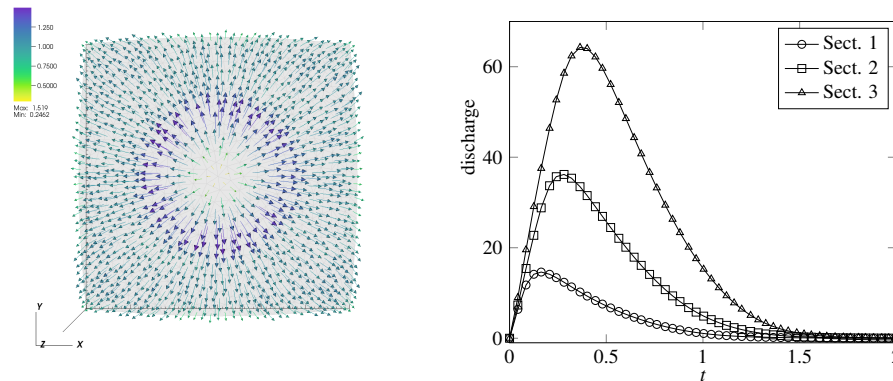 1.250
1.000
0.7500
0.5000
Max: 1.519
Min: 0.2462
Y
Z
X
60
40
20
0
discharge
Sect. 1
Sect. 2
Sect. 3
0
0.5
1
1.5
t